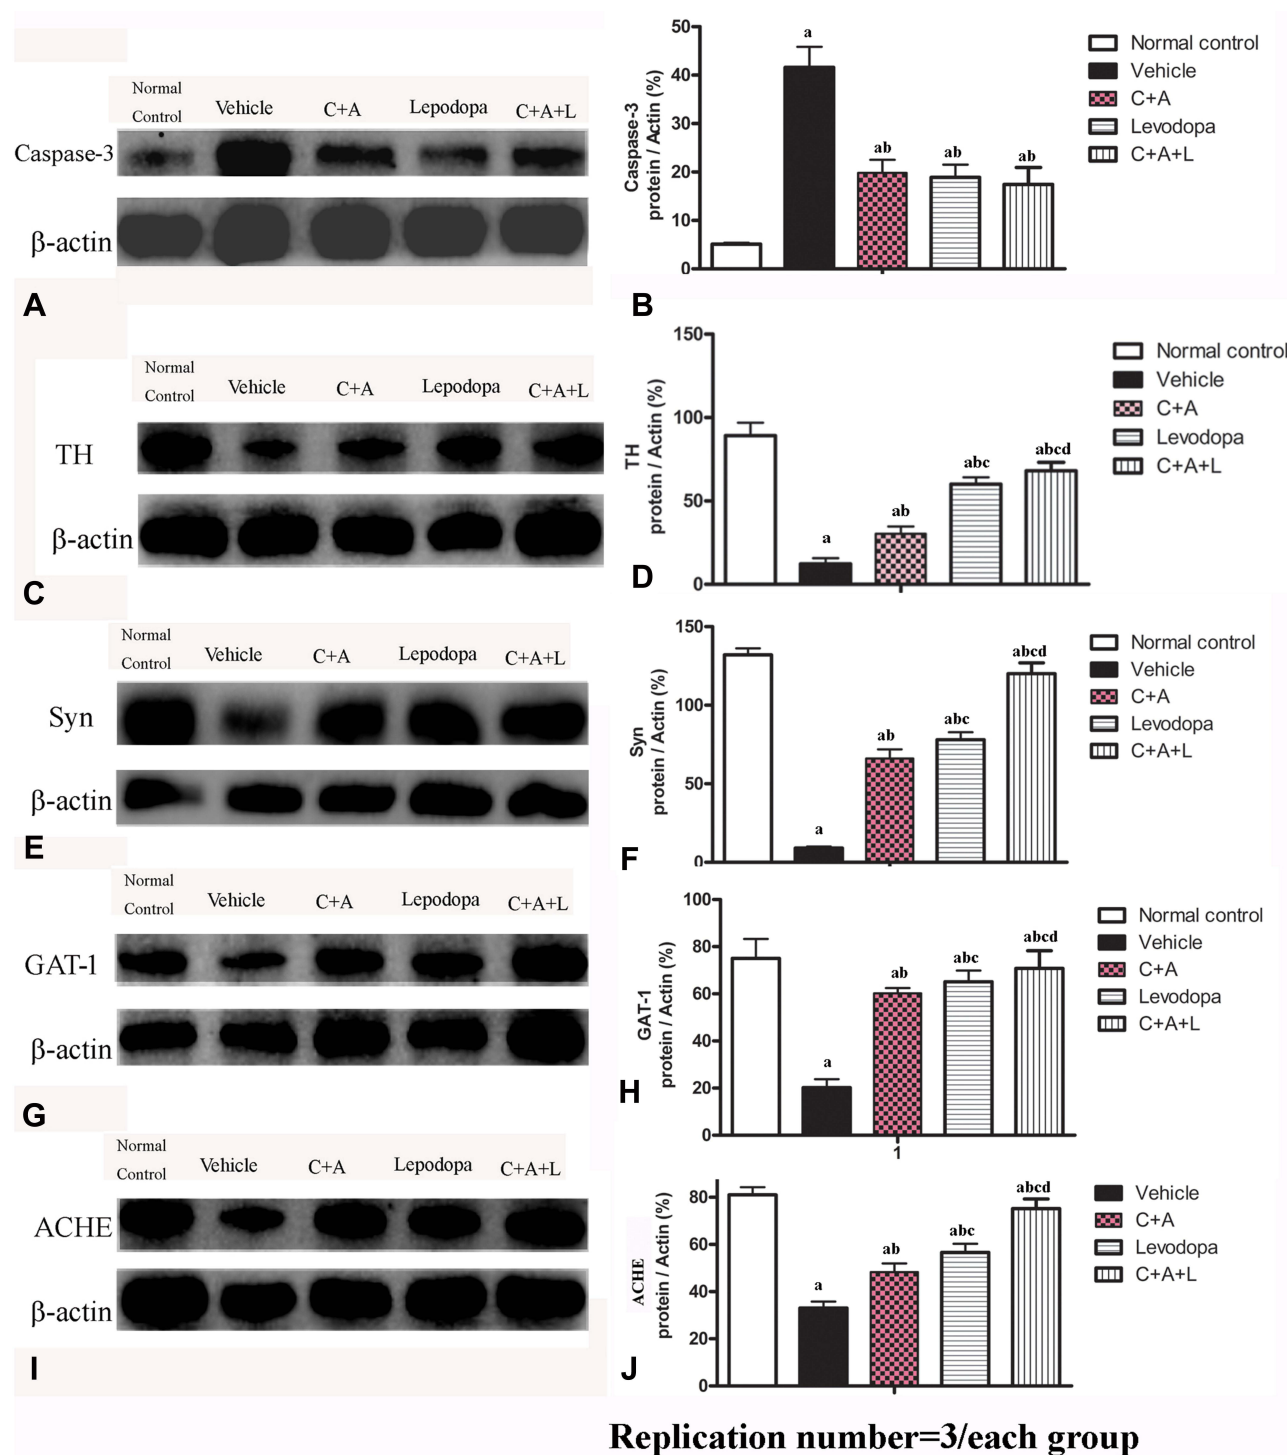 Normal
Control
Vehicle
C+A
Lepodopa
C+A+L
Caspase-3
β-actin
A
50
40
30
20
10
0
Caspase-3
protein / Actin (%)
a
ab
ab
ab
Normal control
Vehicle
C+A
Levodopa
C+A+L
B
Normal
Control
Vehicle
C+A
Lepodopa
C+A+L
TH
β-actin
C
150
100
50
0
TH
protein / Actin (%)
a
ab
abc
abcd
Normal control
Vehicle
C+A
Levodopa
C+A+L
D
Normal
Control
Vehicle
C+A
Lepodopa
C+A+L
Syn
β-actin
E
150
100
50
0
Syn
protein / Actin (%)
a
ab
abc
abcd
Normal control
Vehicle
C+A
Levodopa
C+A+L
F
Normal
Control
Vehicle
C+A
Lepodopa
C+A+L
GAT-1
β-actin
G
100
80
60
40
20
0
GAT-1
protein / Actin (%)
a
ab
abc
abcd
1
Normal control
Vehicle
C+A
Levodopa
C+A+L
H
Normal
Control
Vehicle
C+A
Lepodopa
C+A+L
ACHE
β-actin
I
80
60
40
20
0
ACHE
protein / Actin (%)
a
ab
abc
abcd
Vehicle
C+A
Levodopa
C+A+L
J
Replication number=3/each group